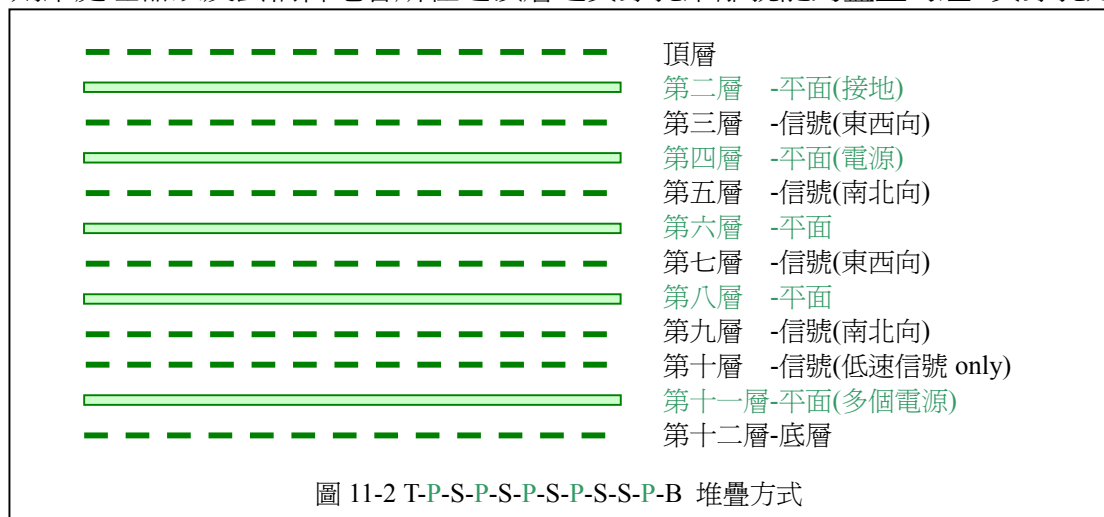 頂層
第二層 -平面(接地)
第三層 -信號(東西向)
第四層 -平面(電源)
第五層 -信號(南北向)
第六層 -平面
第七層 -信號(東西向)
第八層 -平面
第九層 -信號(南北向)
第十層 -信號(低速信號 only)
第十一層-平面(多個電源)
第十二層-底層
圖 11-2 T-P-S-P-S-P-S-P-S-S-P-B 堆疊方式